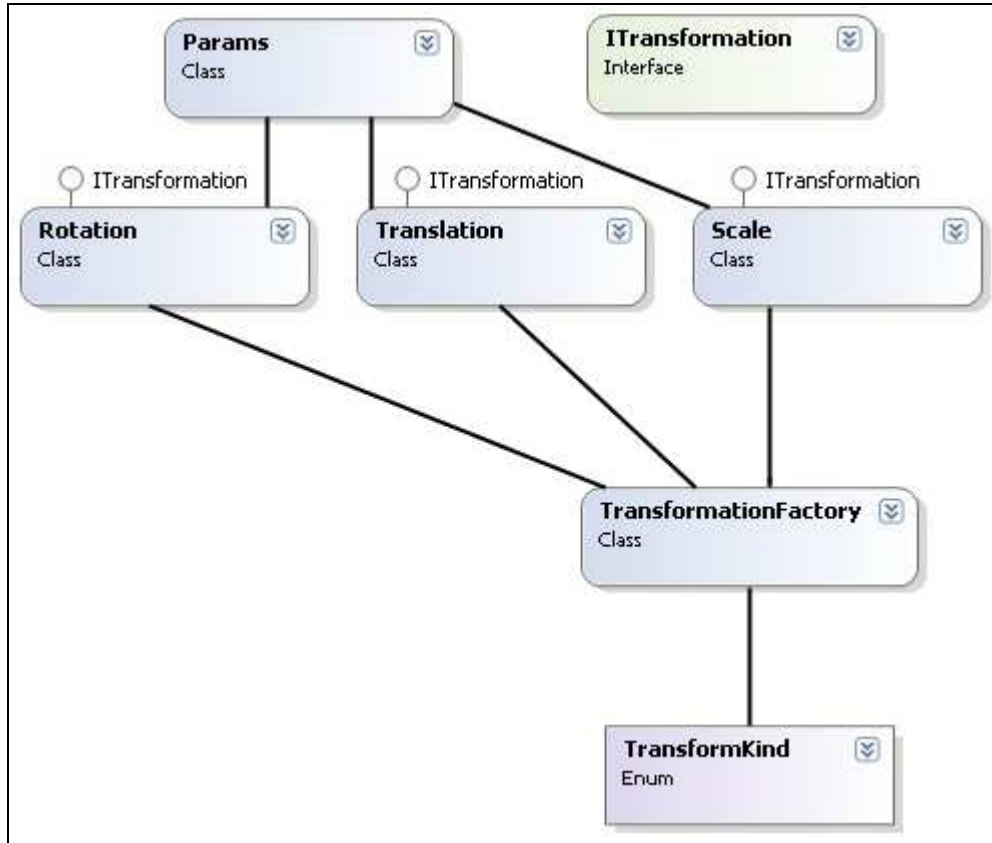 Params
Class
ITransformation
Interface
ITransformation
ITransformation
ITransformation
Rotation
Class
Translation
Class
Scale
Class
TransformationFactory
Class
TransformKind
Enum